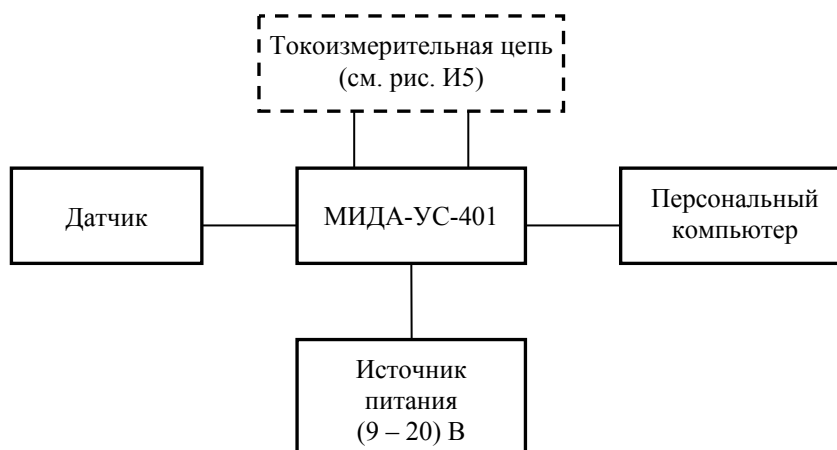 Токоизмерительная цепь
(см. рис. И5)
Датчик
МИДА-УС-401
Персональный
компьютер
Источник
питания
(9 – 20) В